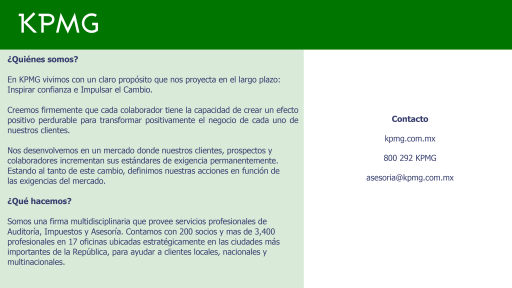 KPMG
¿Quiénes somos?
En KPMG vivimos con un claro propósito que nos proyecta en el largo plazo:
Inspirar confianza e Impulsar el Cambio.
Creemos firmemente que cada colaborador tiene la capacidad de crear un efecto
positivo perdurable para transformar positivamente el negocio de cada uno de
nuestros clientes.
Nos desenvolvemos en un mercado donde nuestros clientes, prospectos y
colaboradores incrementan sus estándares de exigencia permanentemente.
Estando al tanto de este cambio, definimos nuestras acciones en función de
las exigencias del mercado.
¿Qué hacemos?
Somos una firma multidisciplinaria que provee servicios profesionales de
Auditoría, Impuestos y Asesoría. Contamos con 200 socios y mas de 3,400
profesionales en 17 oficinas ubicadas estratégicamente en las ciudades más
importantes de la República, para ayudar a clientes locales, nacionales y
multinacionales.
Contacto
kpmg.com.mx
800 292 KPMG
asesoria@kpmg.com.mx